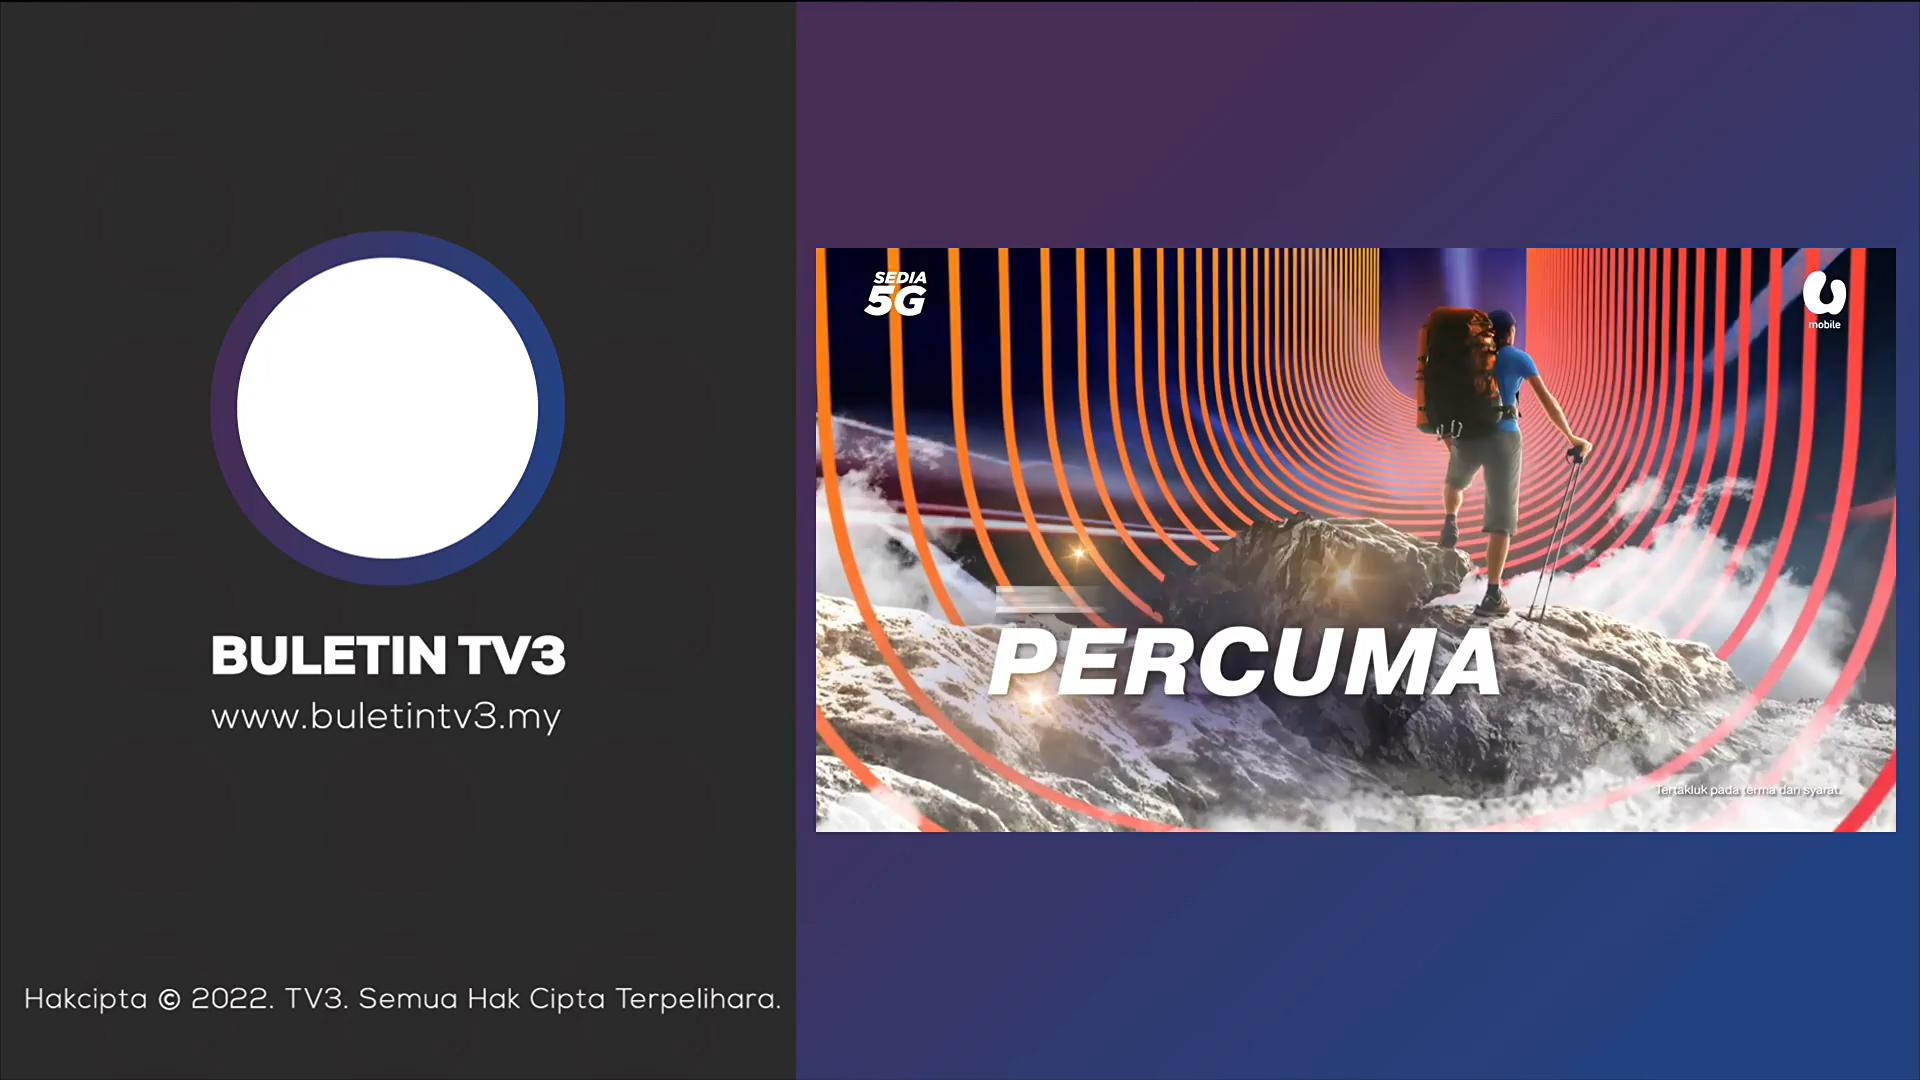 BULETIN TV3
www.buletintv3.my
Hakcipta © 2022. TV3. Semua Hak Cipta Terpelihara.
SEDIA
5G
mobile
PERCUMA
Tertakluk pada terma dan syarat.